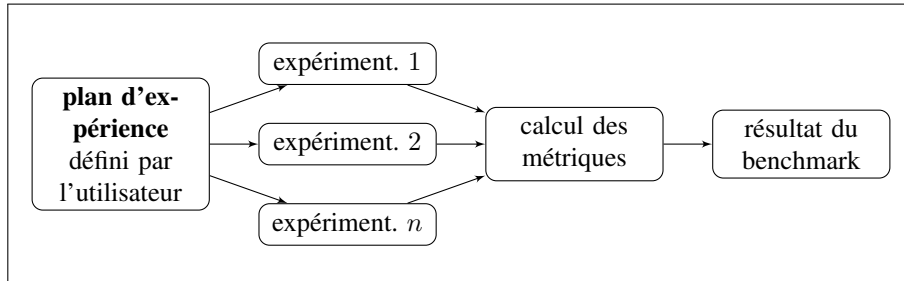 plan d'ex-
périence
défini par
l'utilisateur
expériment. 1
expériment. 2
expériment. n
calcul des
métriques
résultat du
benchmark